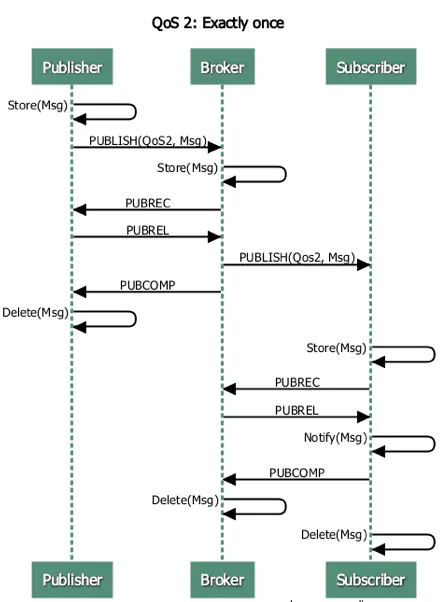 QoS 2: Exactly once
Publisher Broker Subscriber
Store(Msg)
PUBLISH(QoS2, Msg)
Store(Msg)
PUBREC
PUBREL
PUBLISH(Qos2, Msg)
PUBCOMP
Delete(Msg)
Store(Msg)
PUBREC
PUBREL
Notify(Msg)
PUBCOMP
Delete(Msg)
Delete(Msg)
Publisher Broker Subscriber